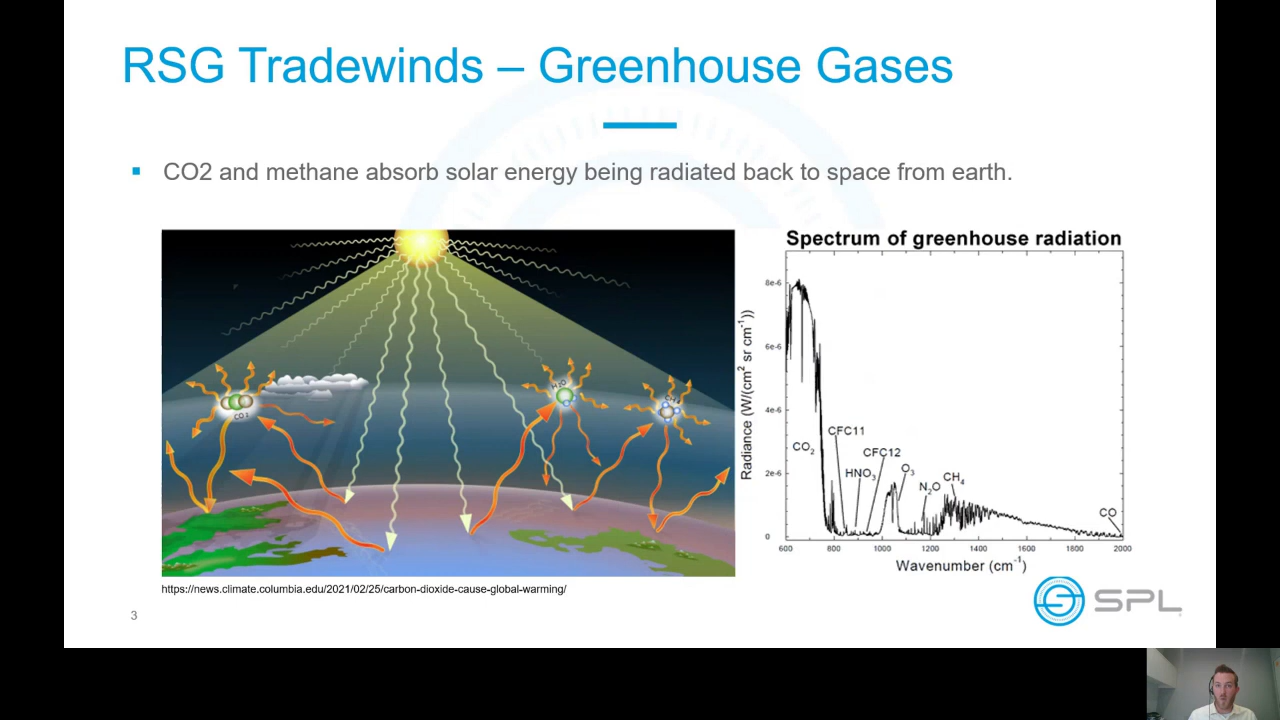 RSG Tradewinds – Greenhouse Gases
▪ CO2 and methane absorb solar energy being radiated back to space from earth.
CO2
H2O
CH4
https://news.climate.columbia.edu/2021/02/25/carbon-dioxide-cause-global-warming/
Spectrum of greenhouse radiation
Radiance (W/(cm² sr cm⁻¹))
8e-6
6e-6
4e-6
2e-6
0
CO₂
CFC11
HNO₃
CFC12
O₃
N₂O
CH₄
CO
600 800 1000 1200 1400 1600 1800 2000
Wavenumber (cm⁻¹)
3
SPL